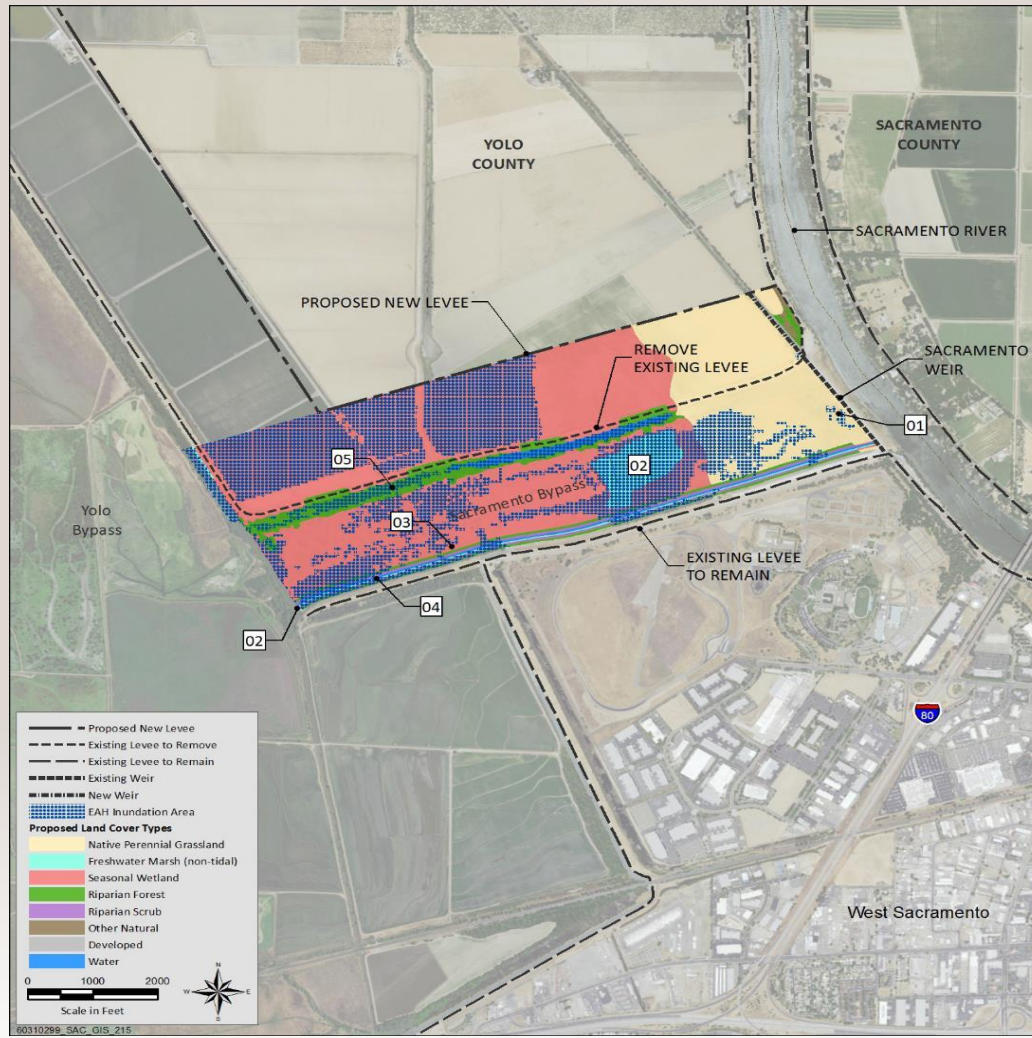 YOLO
COUNTY
SACRAMENTO
COUNTY
SACRAMENTO RIVER
PROPOSED NEW LEVEE
REMOVE
EXISTING LEVEE
SACRAMENTO
WEIR
01
05
02
Sacramento Bypass
03
Yolo
Bypass
EXISTING LEVEE
TO REMAIN
04
02
80
West Sacramento
Proposed New Levee
Existing Levee to Remove
Existing Levee to Remain
Existing Weir
New Weir
EAH Inundation Area
Proposed Land Cover Types
Native Perennial Grassland
Freshwater Marsh (non-tidal)
Seasonal Wetland
Riparian Forest
Riparian Scrub
Other Natural
Developed
Water
0 1000 2000
Scale in Feet
N
W E
S
60310299_SAC_GIS_215